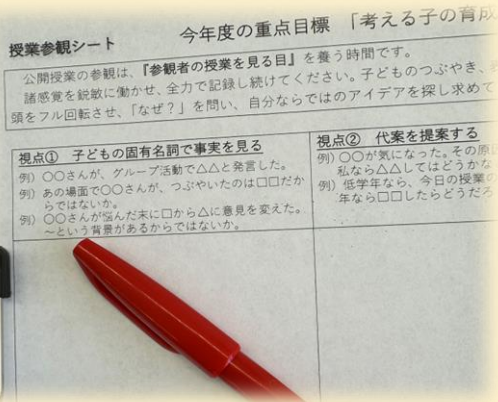 今年度の重点目標 「考える子の育成
授業参観シート
公開授業の参観は、『参観者の授業を見る目』を養う時間です。
諸感覚を鋭敏に働かせ、全力で記録し続けてください。子どものつぶやき、
頭をフル回転させ、「なぜ?」を問い、自分ならではのアイデアを探し求めて
視点① 子どもの固有名詞で事実を見る
例）○○さんが、グループ活動で△△と発言した。
例）あの場面で○○さんが、つぶやいたのは□□だか
らではないか。
例）○○さんが悩んだ末に□から△に意見を変えた。
～という背景があるからではないか。
視点② 代案を提案する
例）○○が気になった。その原
私なら△△してはどうかな
例）低学年なら、今日の授業の
年なら□□したらどうだろ